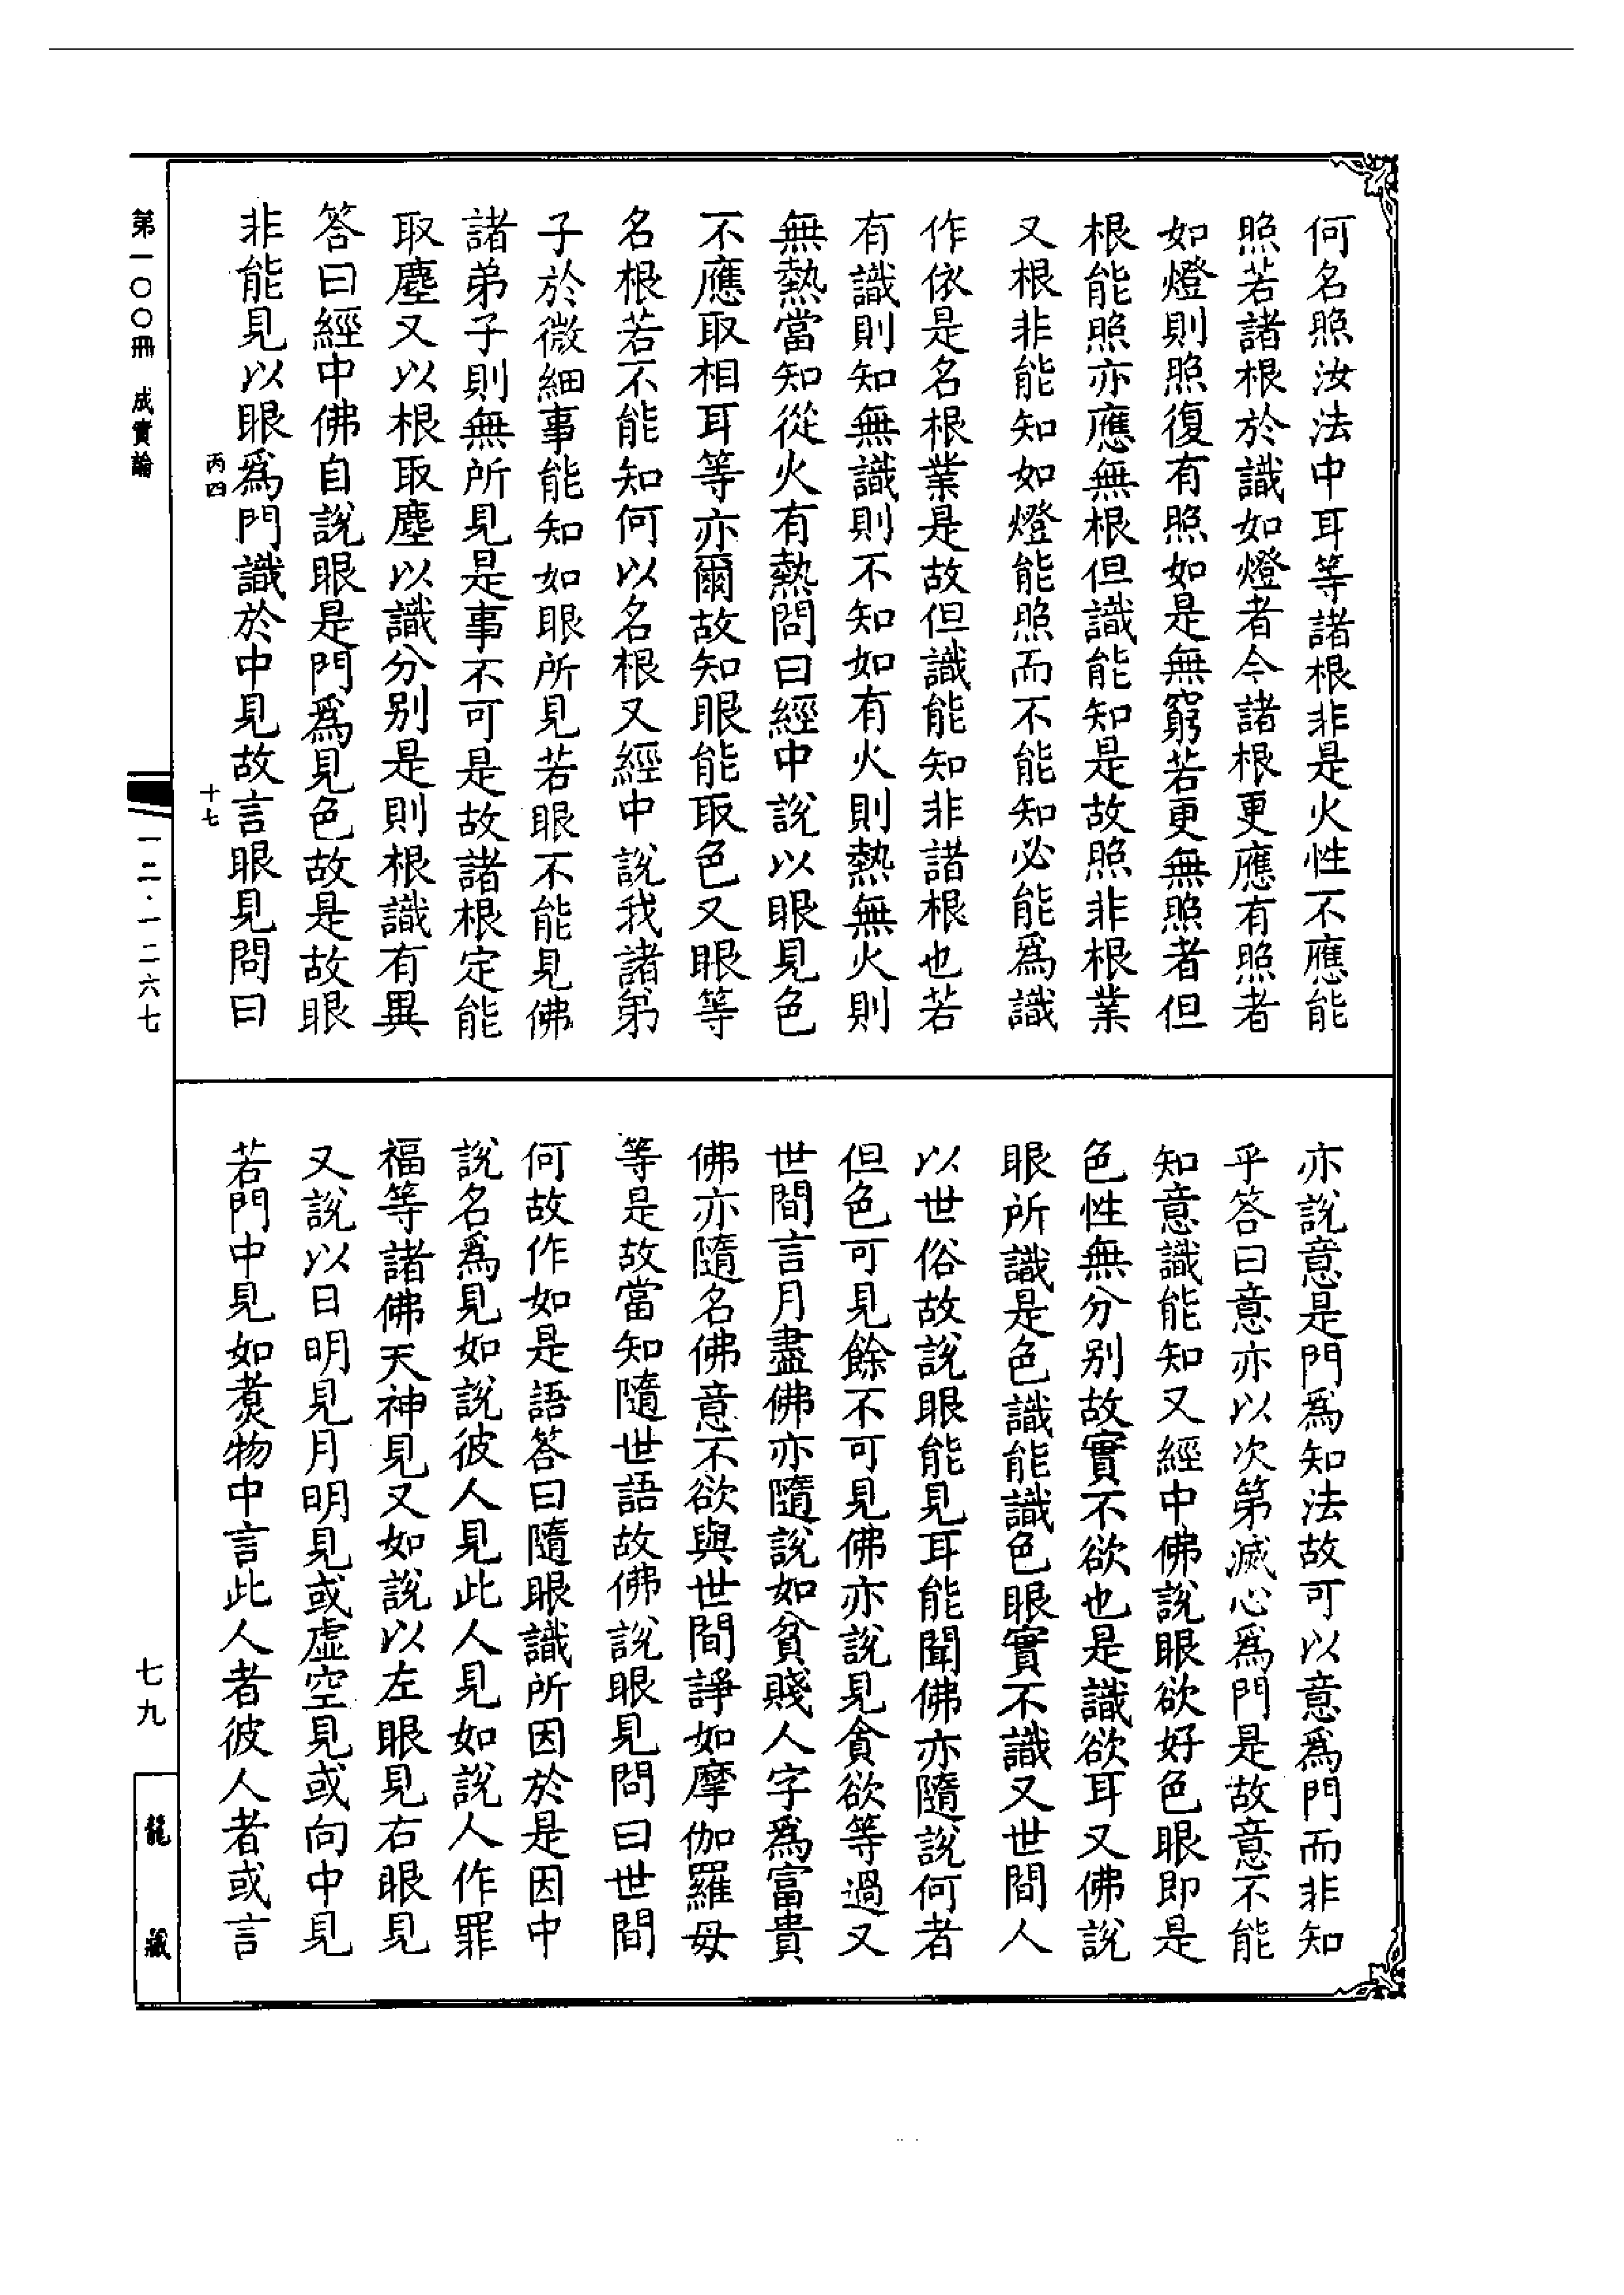 何名照汝法中耳等諸根非是火性不應能
照若諸根於識如燈者今諸根更應有照者
如燈則照復有照如是無窮若更無照者但
根能照亦應無根但識能知是故照非根業
又根非能知如燈能照而不能知必能爲識
作依是名根業是故但識能知非諸根也若
有識則知無識則不知如有火則熱無火則
無熱當知從火有熱問曰經中說以眼見色
不應取相耳等亦爾故知眼能取色又眼等
名根若不能知何以名根又經中說我諸弟
子於微細事能知如眼所見若眼不能見佛
諸弟子則無所見是事不可是故諸根定能
取塵又以根取塵以識分别是則根識有異
答曰經中佛自說眼是門爲見色故是故眼
非能見以眼爲門識於中見故言眼見問曰
丙四
十七
亦說意是門爲知法故可以意爲門而非知
乎答曰意亦以次第滅心爲門是故意不能
知意識能知又經中佛說眼欲好色眼即是
色性無分别故實不欲也是識欲耳又佛說
眼所識是色識能識色眼實不識又世間人
以世俗故說眼能見耳能聞佛亦隨說何者
但色可見餘不可見佛亦說見貪欲等過又
世間言月盡佛亦隨說如貧賤人字爲富貴
佛亦隨名佛意不欲與世間諍如摩伽羅母
等是故當知隨世語故佛說眼見問曰世間
何故作如是語答曰隨眼識所因於是因中
說名爲見如說彼人見此人見如說人作罪
福等諸佛天神見又如說以左眼見右眼見
又說以日明見月明見或虛空見或向中見
若門中見如煑物中言此人者彼人者或言
第一〇〇冊 成實論
一二·一二六七
七九
龍藏